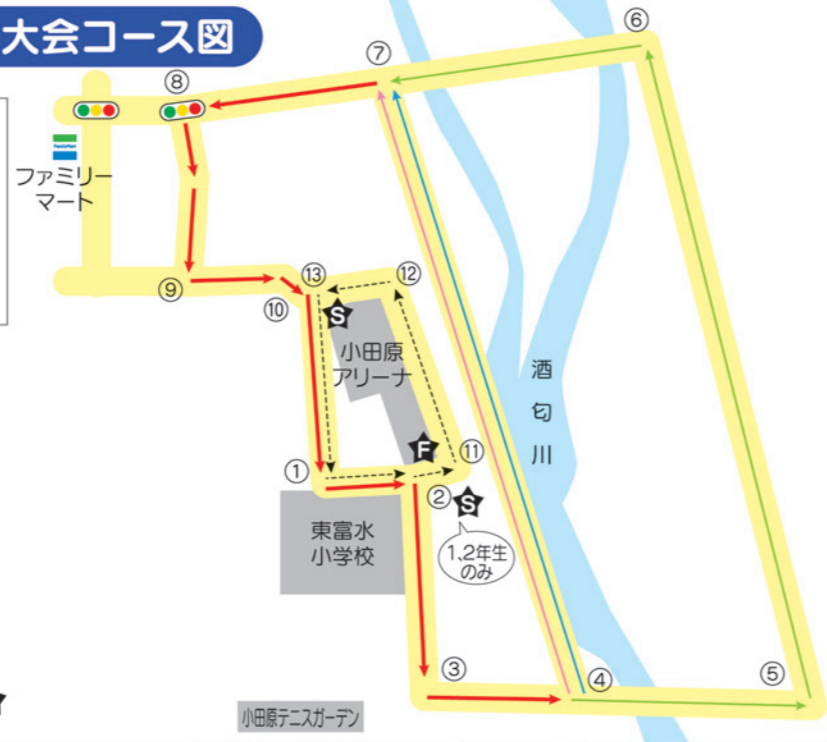 大会コース図
⑥
⑦
⑧
ファミリー
マート
⑨
⑩
⑬
⑫
S
小田原
アリーナ
酒匂川
F
⑪
①
②
S
1、2年生
のみ
東富水
小学校
③
④
⑤
小田原テニスガーデン